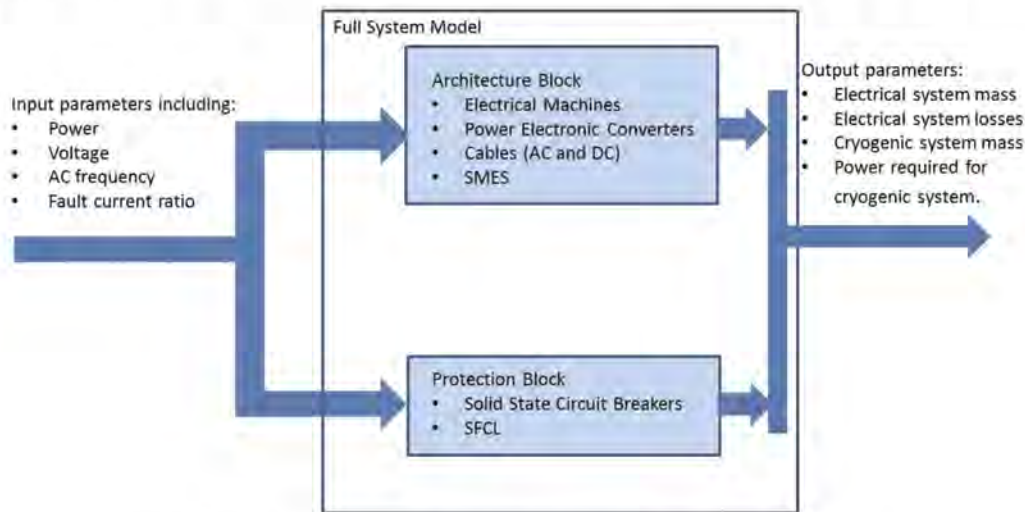 Full System Model
Input parameters including:
• Power
• Voltage
• AC frequency
• Fault current ratio
Architecture Block
• Electrical Machines
• Power Electronic Converters
• Cables (AC and DC)
• SMES
Protection Block
• Solid State Circuit Breakers
• SFCL
Output parameters:
• Electrical system mass
• Electrical system losses
• Cryogenic system mass
• Power required for
cryogenic system.